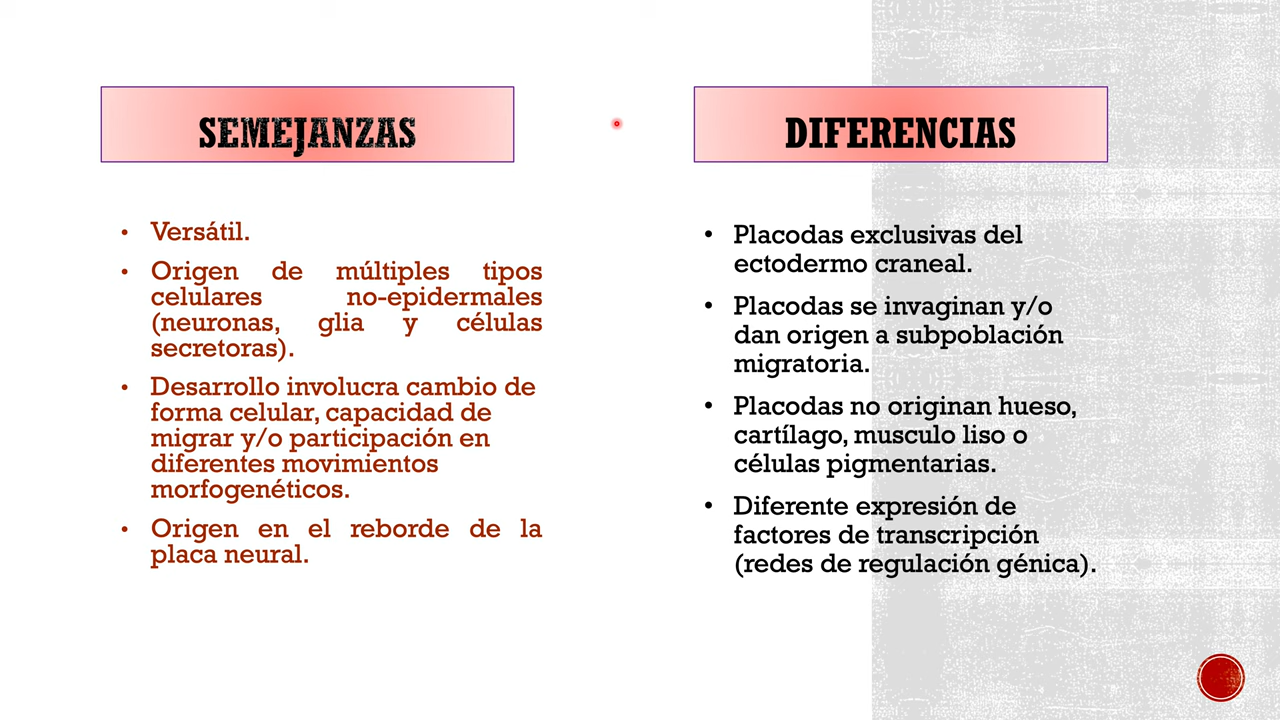 SEMEJANZAS
• Versátil.
• Origen de múltiples tipos
celulares no-epidermales
(neuronas, glia y células
secretoras).
• Desarrollo involucra cambio de
forma celular, capacidad de
migrar y/o participación en
diferentes movimientos
morfogenéticos.
• Origen en el reborde de la
placa neural.
DIFERENCIAS
• Placodas exclusivas del
ectodermo craneal.
• Placodas se invaginan y/o
dan origen a subpoblación
migratoria.
• Placodas no originan hueso,
cartílago, musculo liso o
células pigmentarias.
• Diferente expresión de
factores de transcripción
(redes de regulación génica).